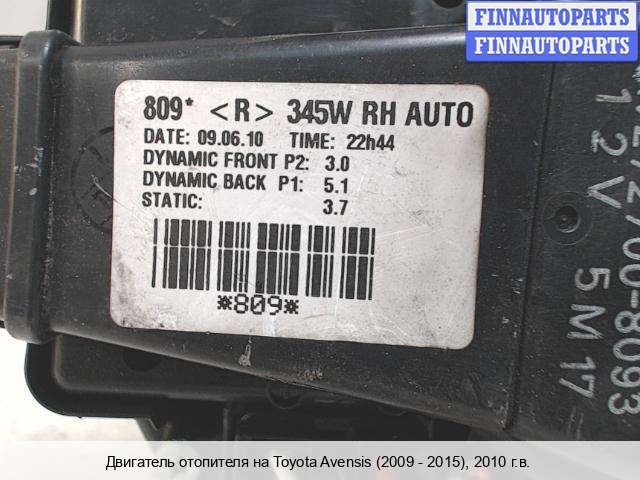 FINNAUTOPARTS
FINNAUTOPARTS
809* <R> 345W RH AUTO
DATE: 09.06.10 TIME: 22h44
DYNAMIC FRONT P2: 3.0
DYNAMIC BACK P1: 5.1
STATIC: 3.7
*809*
12V
5M17
Двигатель отопителя на Toyota Avensis (2009 - 2015), 2010 г.в.